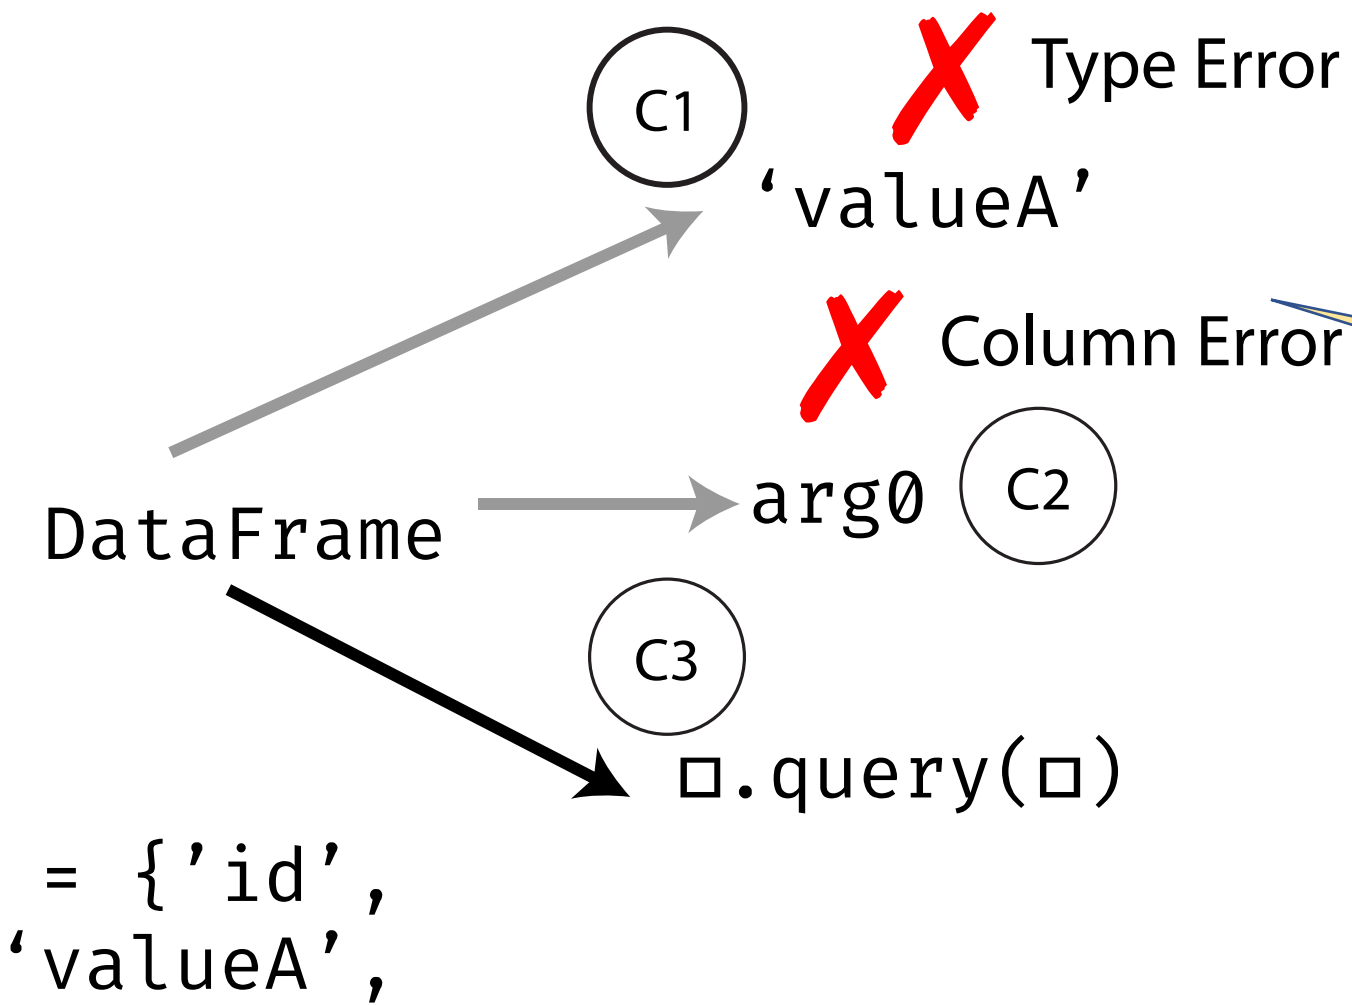 C1
Type Error
‘valueA’
Column Error
DataFrame
arg0
C2
C3
□.query(□)
= {’id’,
‘valueA’,